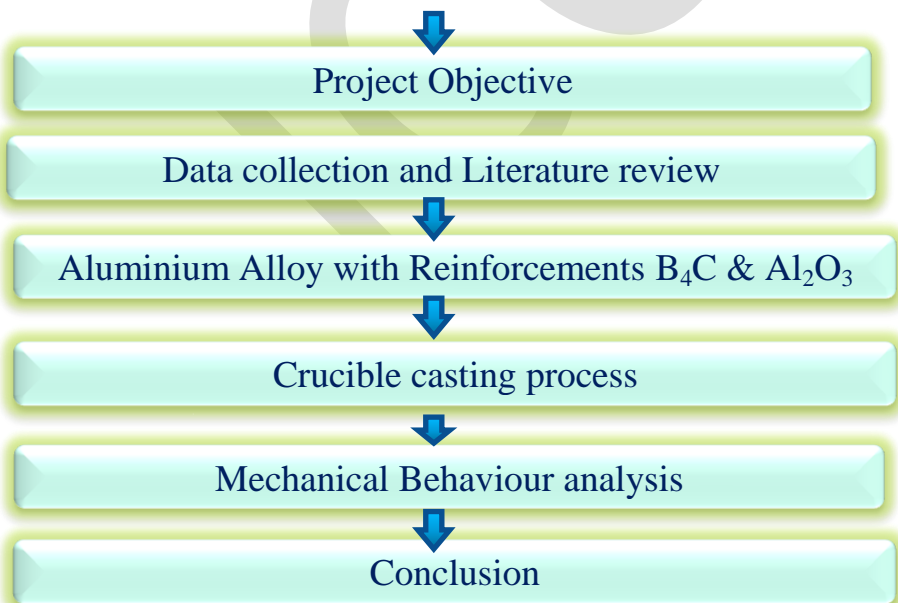 Project Objective
Data collection and Literature review
Aluminium Alloy with Reinforcements B₄C & Al₂O₃
Crucible casting process
Mechanical Behaviour analysis
Conclusion